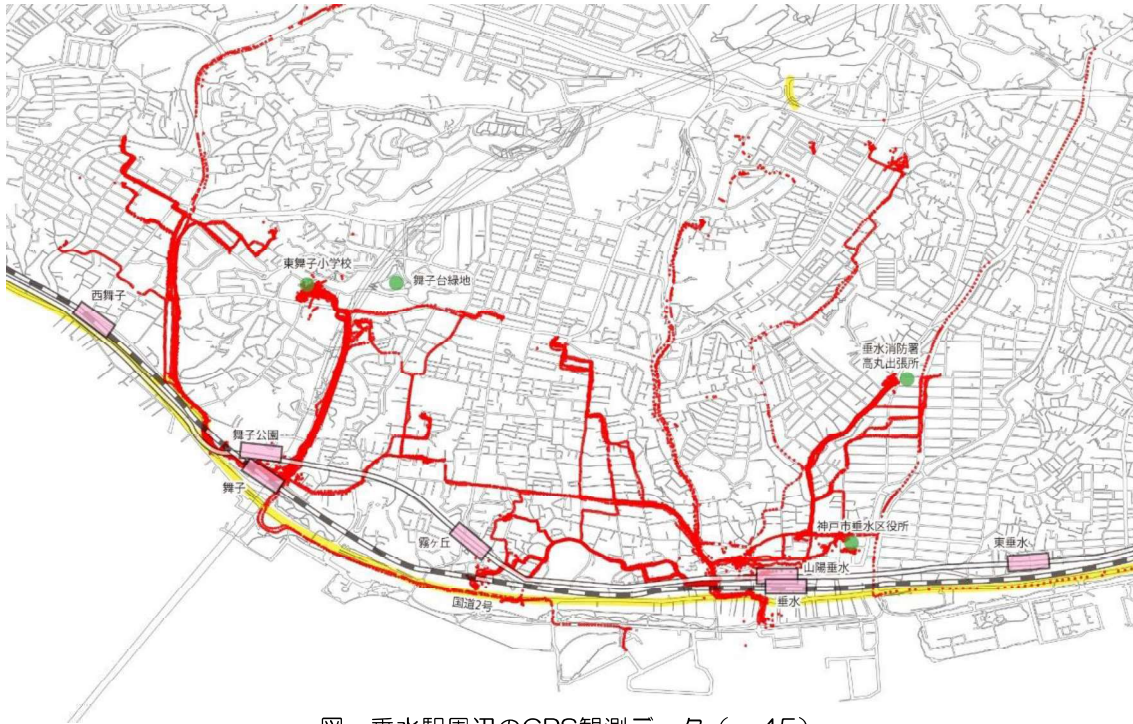 東舞子小学校
舞子台緑地
西舞子
垂水消防署
高丸出張所
舞子公園
舞子
霞ヶ丘
神戸市垂水区役所
東垂水
山陽垂水
垂水
国道2号
図 垂水駅周辺のGPS観測データ（n=45）